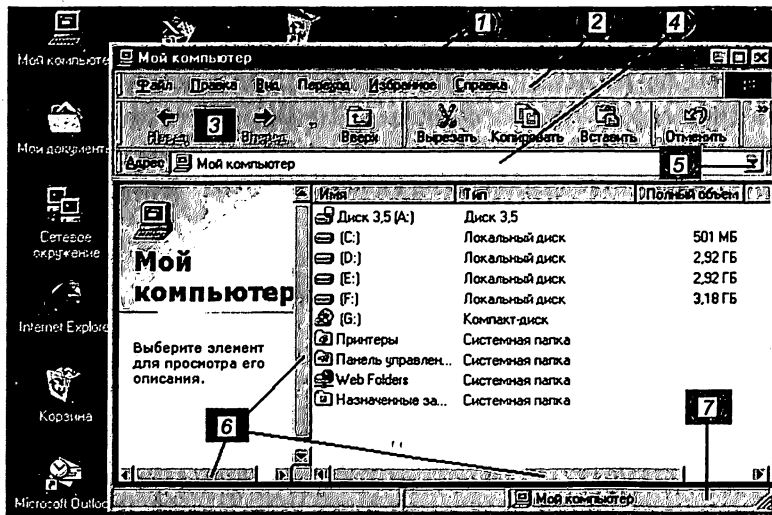 1 2 4
Мой компьюте
Мой компьютер
Файл Правка Вид Переход Избранное Справка
3
Назад Вперед Вверх Вырезать Копировать Вставить Отменить »
Мои документы
Адрес Мой компьютер
5
Имя Тип Полный объем
Диск 3,5 (A:) Диск 3,5
(C:) Локальный диск 501 МБ
(D:) Локальный диск 2,92 ГБ
(E:) Локальный диск 2,92 ГБ
(F:) Локальный диск 3,18 ГБ
(G:) Компакт-диск
Принтеры Системная папка
Панель управлен... Системная папка
Web Folders Системная папка
Назначенные за... Системная папка
Мой
компьютер
Выберите элемент
для просмотра его
описания.
Сетевое
окружение
Internet Explore
Корзина
6
7
Microsoft Outloo
Мой компьютер